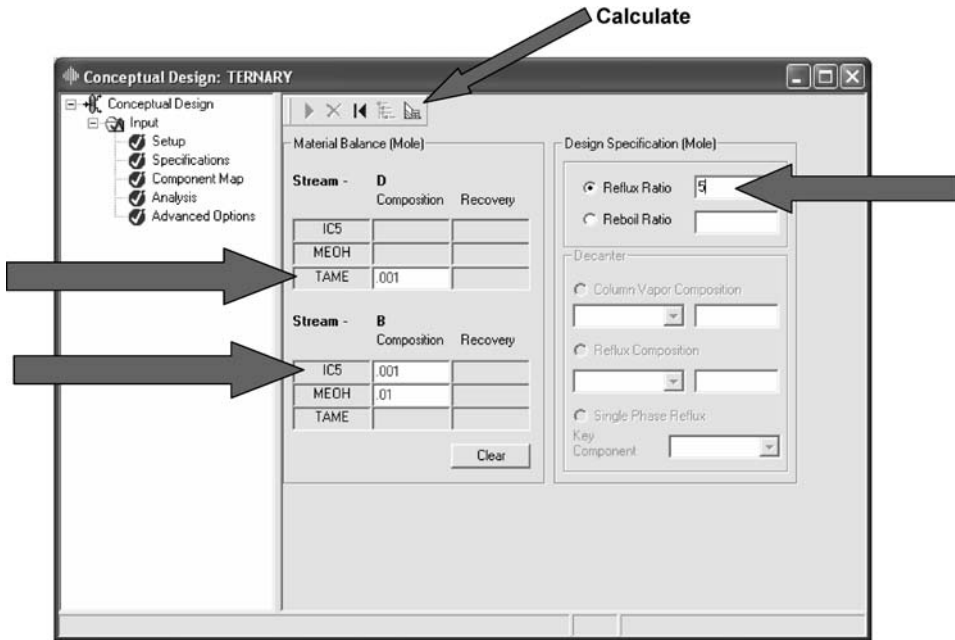 Calculate
Conceptual Design: TERNARY
Conceptual Design
Input
Setup
Specifications
Component Map
Analysis
Advanced Options
Material Balance (Mole)
Stream - D
Composition Recovery
IC5
MEOH
TAME .001
Stream - B
Composition Recovery
IC5 .001
MEOH .01
TAME
Clear
Design Specification (Mole)
Reflux Ratio 5
Reboil Ratio
Decanter
Column Vapor Composition
Reflux Composition
Single Phase Reflux
Key
Component